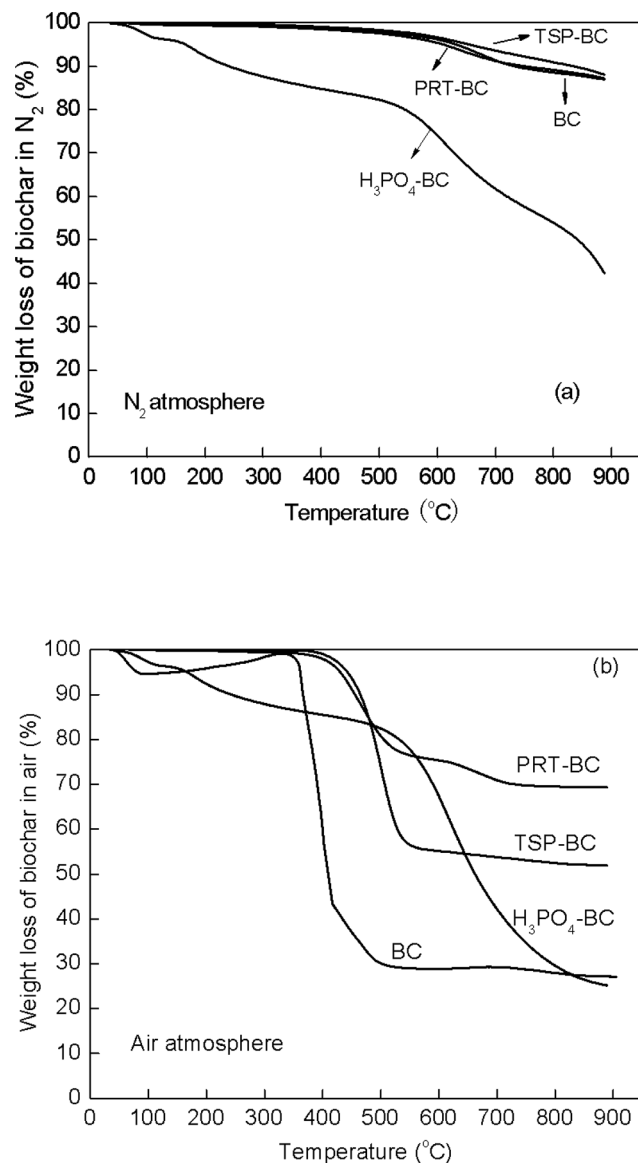 100
90
80
70
60
50
40
30
20
10
0
Weight loss of biochar in N₂ (%)
TSP-BC
PRT-BC
BC
H₃PO₄-BC
N₂ atmosphere
(a)
0 100 200 300 400 500 600 700 800 900
Temperature (°C)
100
90
80
70
60
50
40
30
20
10
0
Weight loss of biochar in air (%)
(b)
PRT-BC
TSP-BC
H₃PO₄-BC
BC
Air atmosphere
0 100 200 300 400 500 600 700 800 900
Temperature (°C)